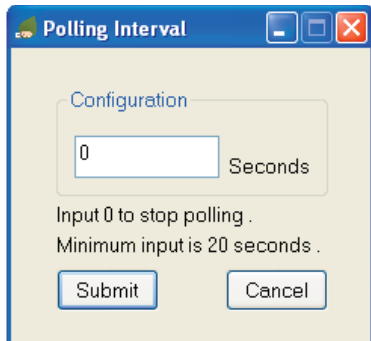 Polling Interval
Configuration
0
Seconds
Input 0 to stop polling .
Minimum input is 20 seconds .
Submit
Cancel